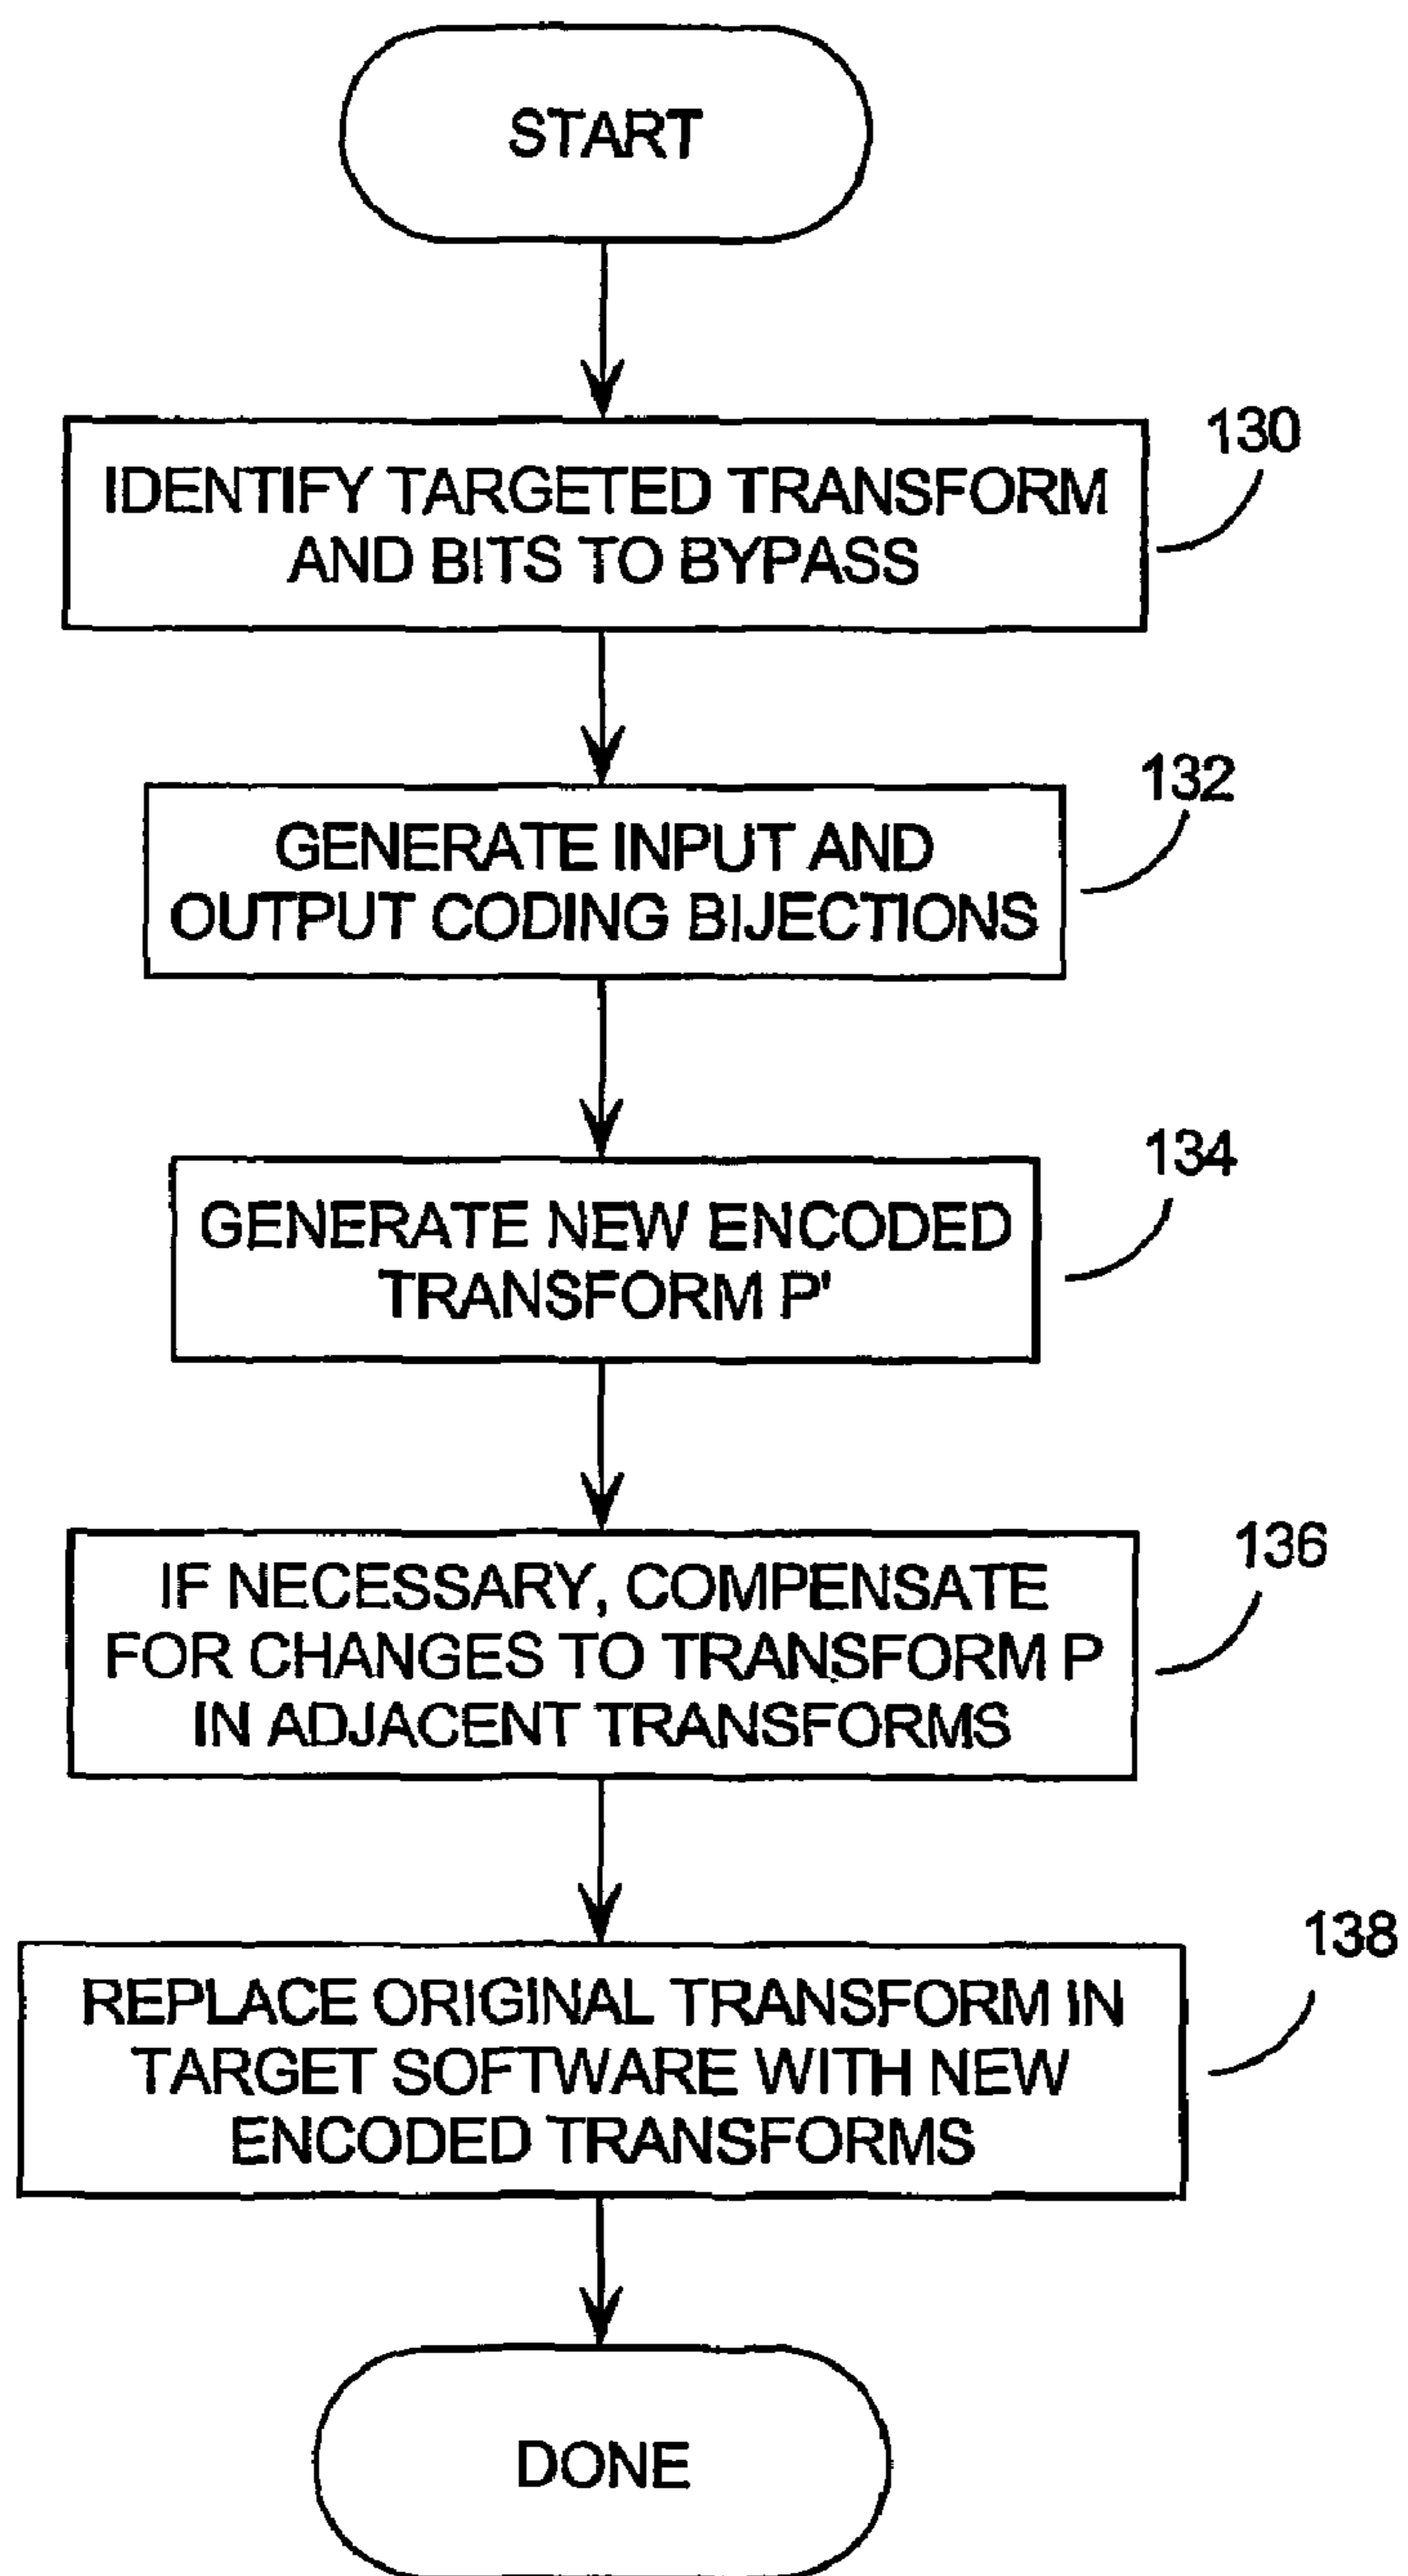 START
130
IDENTIFY TARGETED TRANSFORM
AND BITS TO BYPASS
132
GENERATE INPUT AND
OUTPUT CODING BIJECTIONS
134
GENERATE NEW ENCODED
TRANSFORM P'
136
IF NECESSARY, COMPENSATE
FOR CHANGES TO TRANSFORM P
IN ADJACENT TRANSFORMS
138
REPLACE ORIGINAL TRANSFORM IN
TARGET SOFTWARE WITH NEW
ENCODED TRANSFORMS
DONE